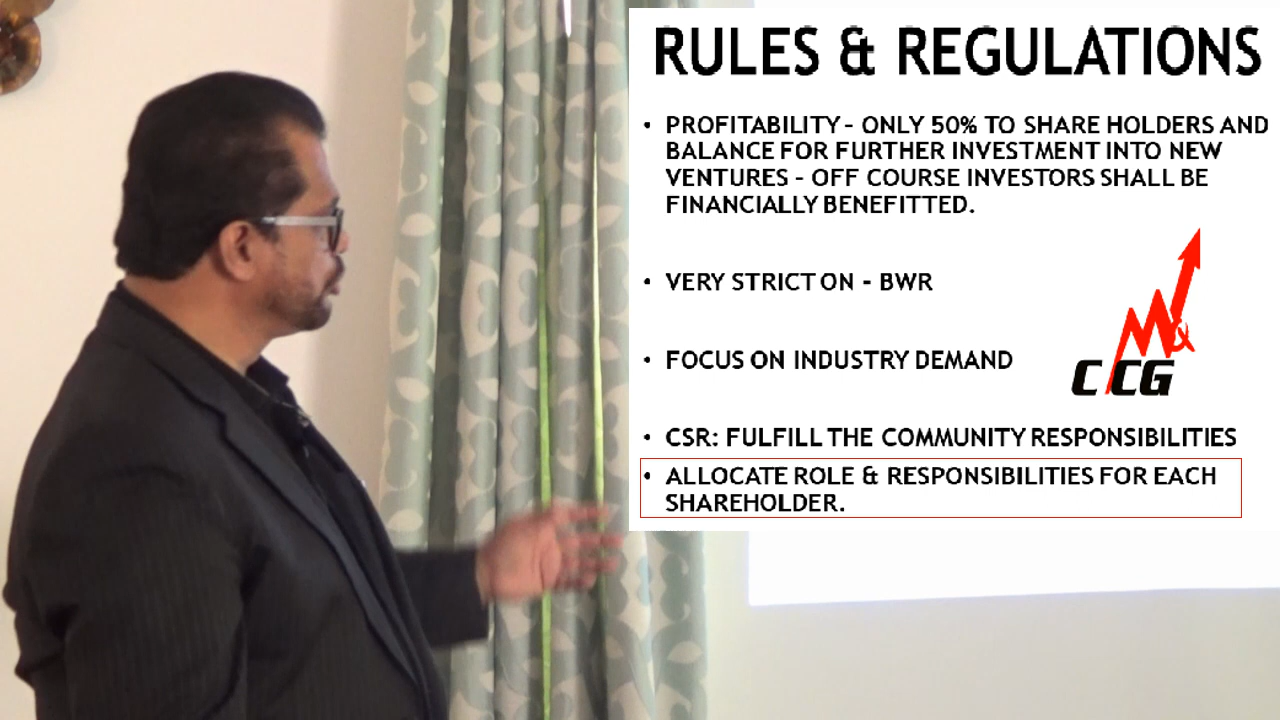 RULES & REGULATIONS
• PROFITABILITY - ONLY 50% TO SHARE HOLDERS AND
BALANCE FOR FURTHER INVESTMENT INTO NEW
VENTURES - OFF COURSE INVESTORS SHALL BE
FINANCIALLY BENEFITTED.
• VERY STRICT ON - BWR
• FOCUS ON INDUSTRY DEMAND
M&
C CG
• CSR: FULFILL THE COMMUNITY RESPONSIBILITIES
• ALLOCATE ROLE & RESPONSIBILITIES FOR EACH
SHAREHOLDER.